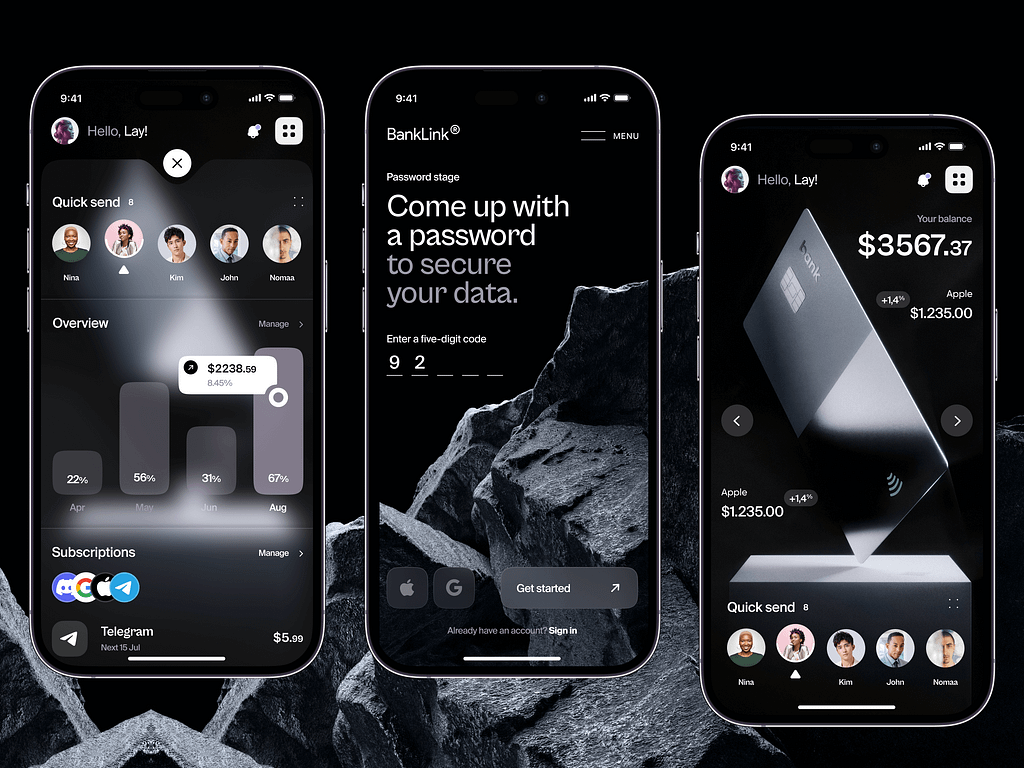 9:41
Hello, Lay!
Quick send 8
Nina
Kim
John
Nomaa
Overview
Manage
$2238.59
8.45%
22%
56%
31%
67%
Apr
May
Jun
Aug
Subscriptions
Manage
Telegram
Next 15 Jul
$5.99
9:41
BankLink®
MENU
Password stage
Come up with
a password
to secure
your data.
Enter a five-digit code
9 2 _ _ _
Get started
Already have an account? Sign in
9:41
Hello, Lay!
Your balance
$3567.37
bank
Apple
+1,4%
$1.235.00
Apple
+1,4%
$1.235.00
Quick send 8
Nina
Kim
John
Nomaa